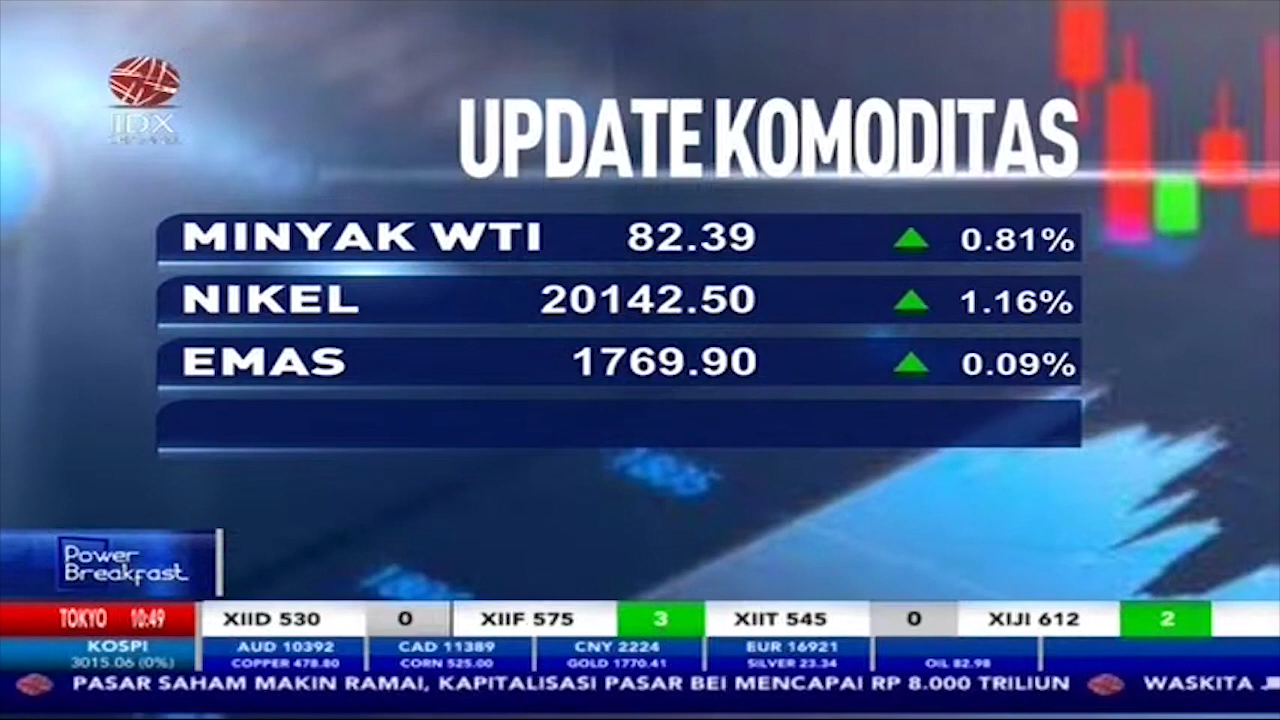 IDX
UPDATE KOMODITAS
MINYAK WTI 82.39 0.81%
NIKEL 20142.50 1.16%
EMAS 1769.90 0.09%
Power
Breakfast
TOKYO 10:49 XIID 530 0 XIIF 575 3 XIIT 545 0 XIJI 612 2
KOSPI AUD 10392 CAD 11389 CNY 2224 EUR 16921
3015.06 (0%) COPPER 478.80 CORN 525.00 GOLD 1770.41 SILVER 23.34 OIL 82.98
PASAR SAHAM MAKIN RAMAI, KAPITALISASI PASAR BEI MENCAPAI RP 8.000 TRILIUN WASKITA